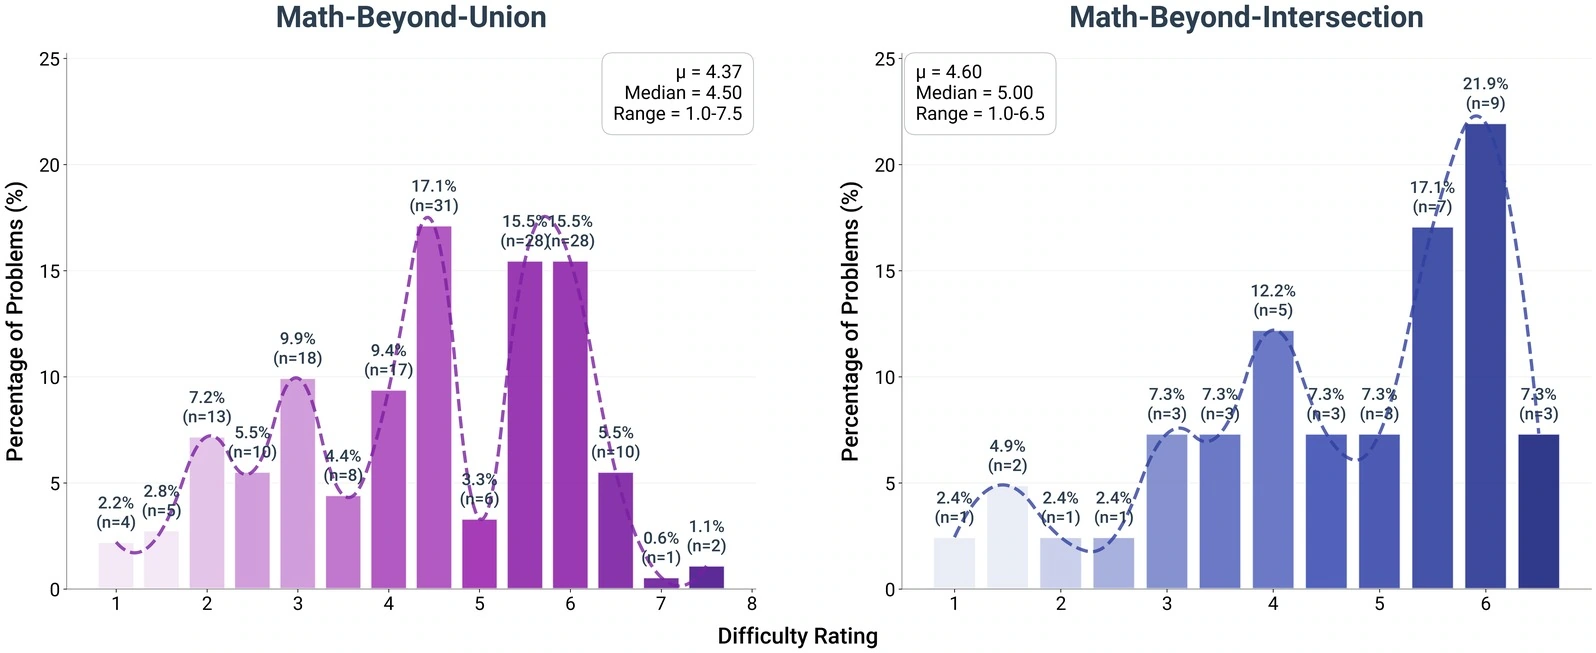 Math-Beyond-Union
Percentage of Problems (%)
25
20
15
10
5
0
μ = 4.37
Median = 4.50
Range = 1.0-7.5
2.2%
(n=4)
2.8%
(n=5)
7.2%
(n=13)
5.5%
(n=10)
9.9%
(n=18)
4.4%
(n=8)
9.4%
(n=17)
17.1%
(n=31)
3.3%
(n=6)
15.5%
(n=28)
15.5%
(n=28)
5.5%
(n=10)
0.6%
(n=1)
1.1%
(n=2)
1 2 3 4 5 6 7 8
Math-Beyond-Intersection
Percentage of Problems (%)
25
20
15
10
5
0
μ = 4.60
Median = 5.00
Range = 1.0-6.5
2.4%
(n=1)
4.9%
(n=2)
2.4%
(n=1)
2.4%
(n=1)
7.3%
(n=3)
7.3%
(n=3)
12.2%
(n=5)
7.3%
(n=3)
7.3%
(n=3)
17.1%
(n=7)
21.9%
(n=9)
7.3%
(n=3)
1 2 3 4 5 6
Difficulty Rating